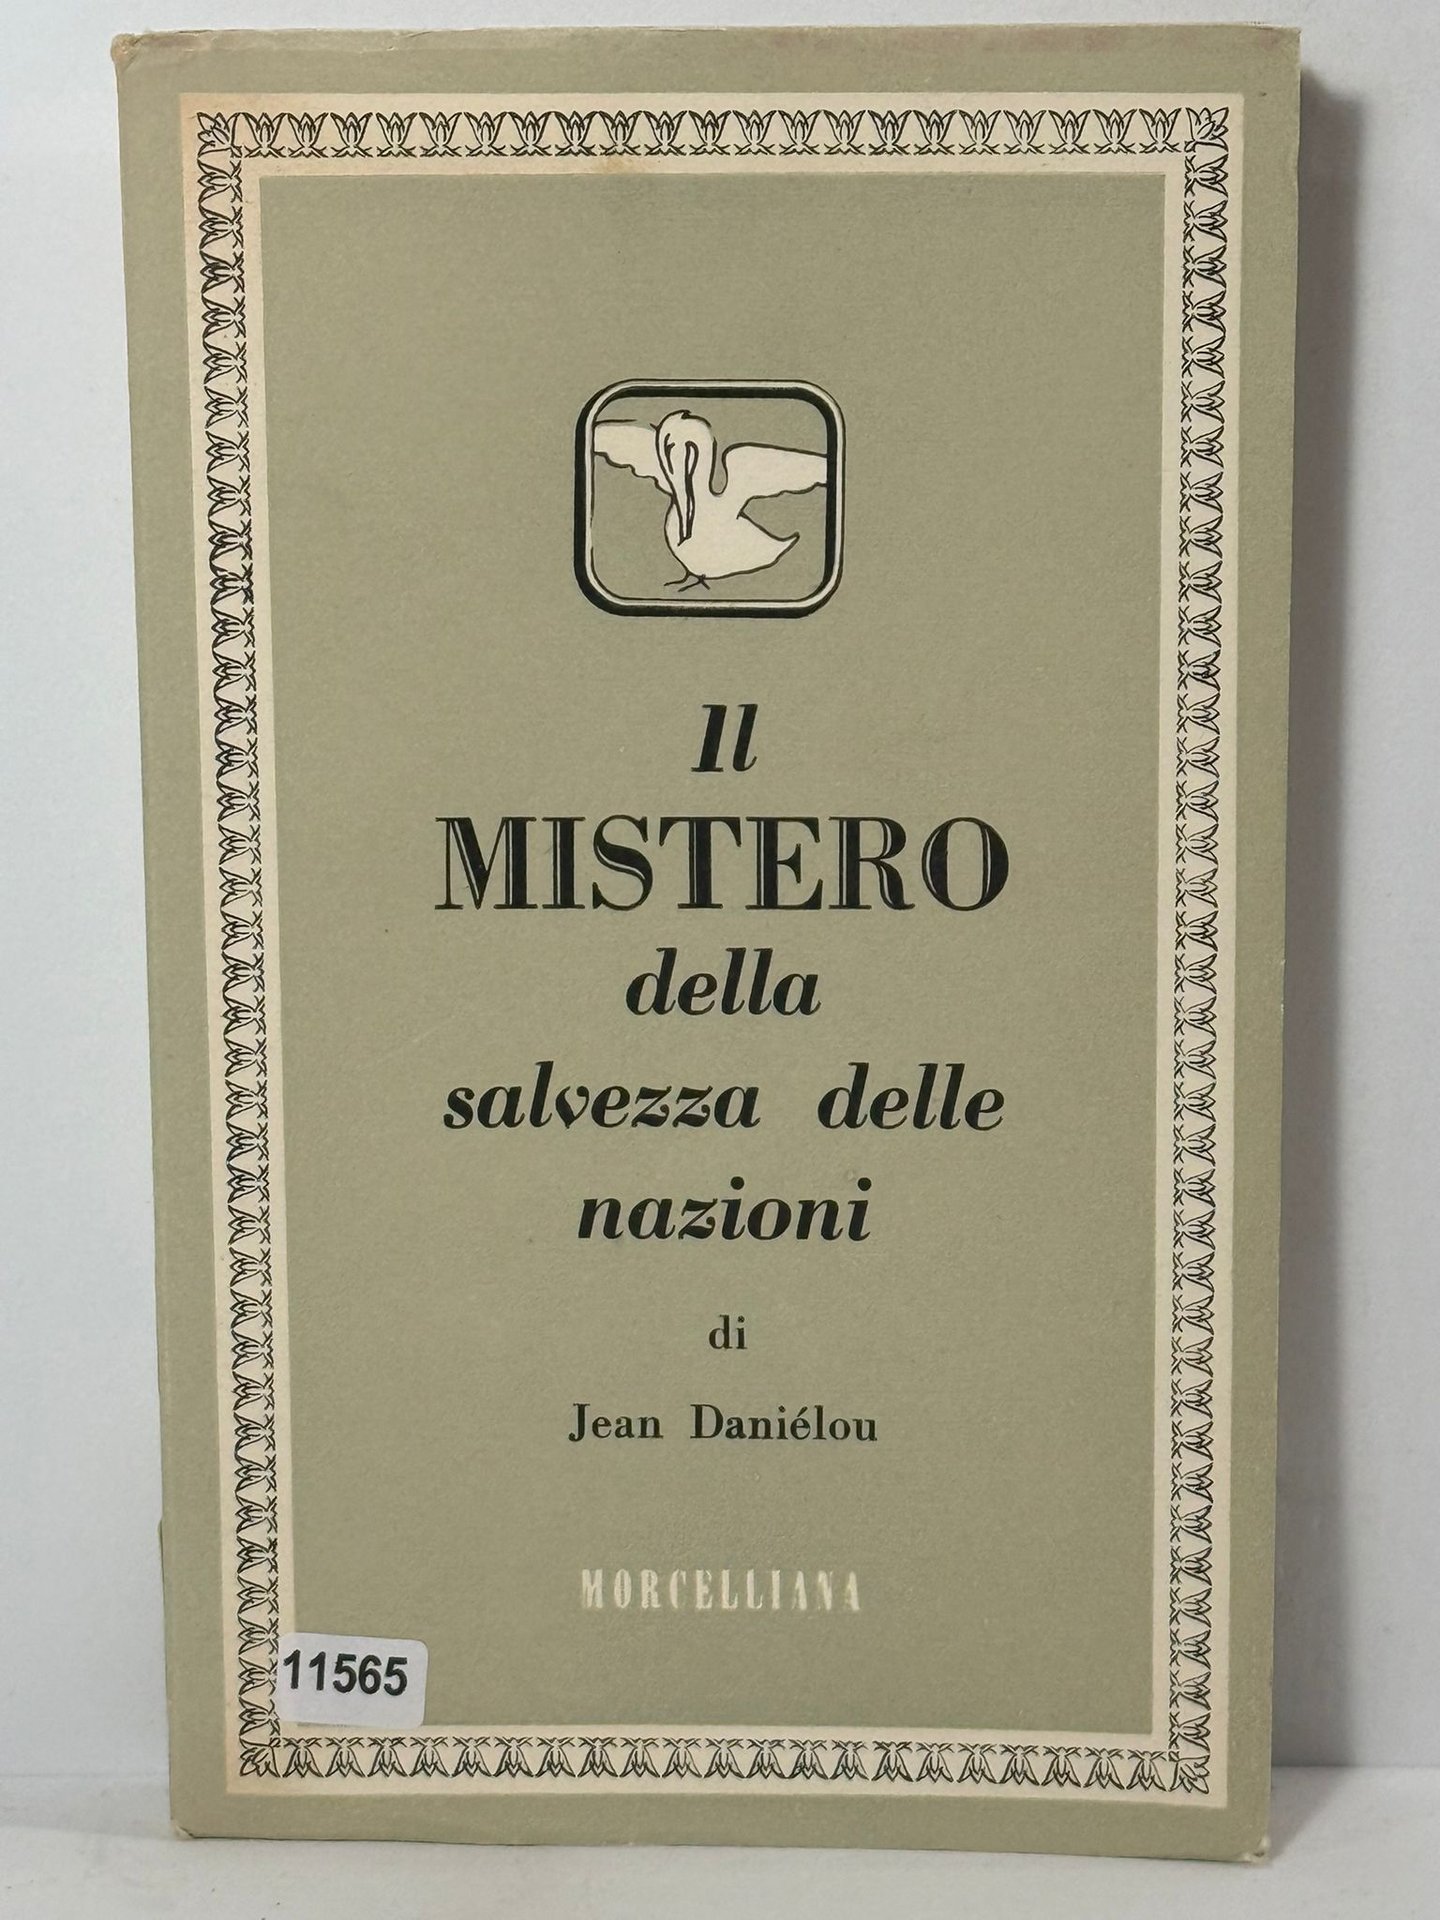 Il
MISTERO
della
salvezza delle
nazioni
di
Jean Daniélou
MORCELLIANA
11565